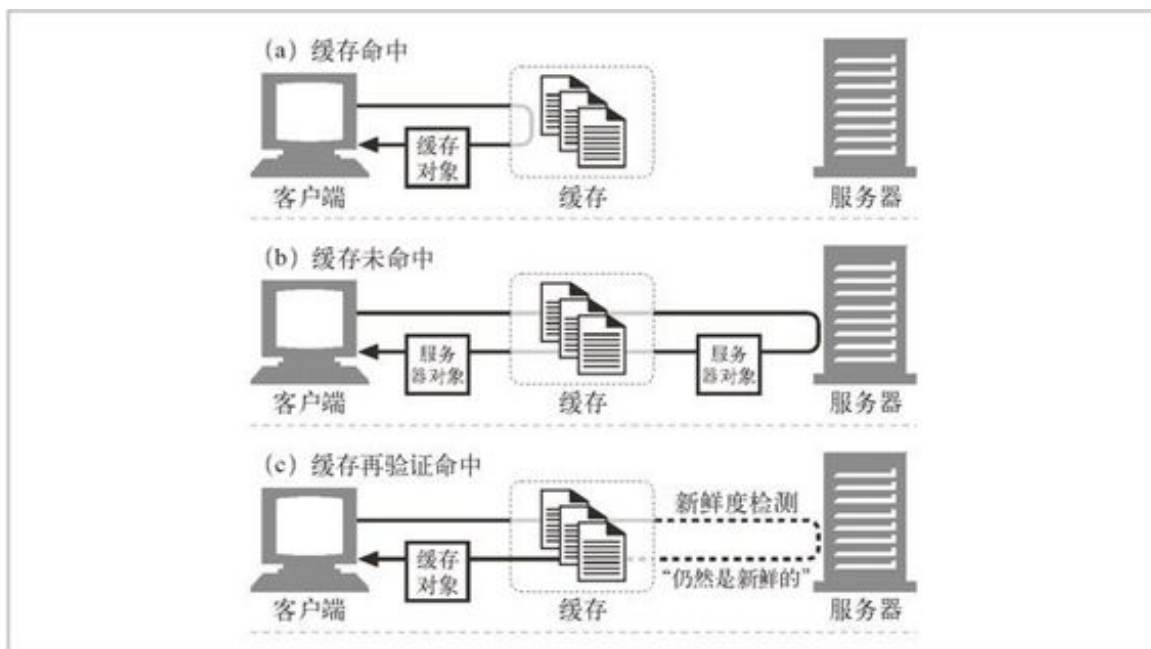 (a) 缓存命中
缓存
对象
客户端
缓存
服务器
(b) 缓存未命中
服务
器对象
服务
器对象
客户端
缓存
服务器
(c) 缓存再验证命中
新鲜度检测
缓存
对象
“仍然是新鲜的”
客户端
缓存
服务器